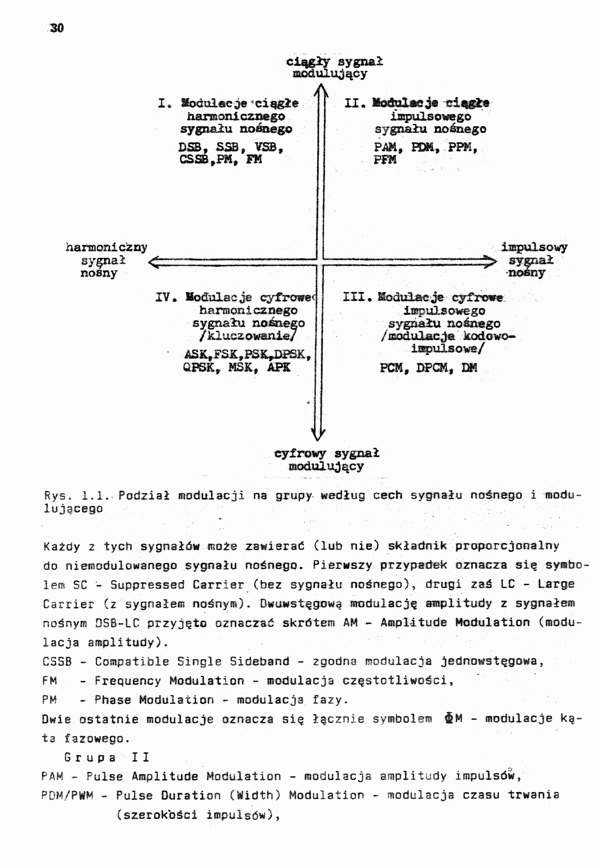 30
ciągły sygnał
modulujący
I. Modulacje ciągłe
harmonicznego
sygnału nośnego
DSB, SSB, VSB,
CSSB,PM, FM
II. Modulacje ciągłe
impulsowego
sygnału nośnego
PAM, PDM, PPM,
PFM
harmoniczny
sygnał
nośny
impulsowy
sygnał
nośny
IV. Modulacje cyfrowe
harmonicznego
sygnału nośnego
/kluczowanie/
ASK,FSK,PSK,DPSK,
QPSK, MSK, APK
III. Modulacje cyfrowe
impulsowego
sygnału nośnego
/modulacje kodowo-
impulsowe/
PCM, DPCM, DM
cyfrowy sygnał
modulujący
Rys. 1.1. Podział modulacji na grupy według cech sygnału nośnego i modu-
lującego
Każdy z tych sygnałów może zawierać (lub nie) składnik proporcjonalny
do niemodulowanego sygnału nośnego. Pierwszy przypadek oznacza się symbo-
lem SC - Suppressed Carrier (bez sygnału nośnego), drugi zaś LC - Large
Carrier (z sygnałem nośnym). Dwuwstęgową modulację amplitudy z sygnałem
nośnym DSB-LC przyjęto oznaczać skrótem AM - Amplitude Modulation (modu-
lacja amplitudy).
CSSB - Compatible Single Sideband - zgodna modulacja jednowstęgowa,
FM - Frequency Modulation - modulacja częstotliwości,
PM - Phase Modulation - modulacja fazy.
Dwie ostatnie modulacje oznacza się łącznie symbolem ΦM - modulacje ką-
ta fazowego.
Grupa II
PAM - Pulse Amplitude Modulation - modulacja amplitudy impulsów,
PDM/PWM - Pulse Duration (Width) Modulation - modulacja czasu trwania
(szerokości impulsów),